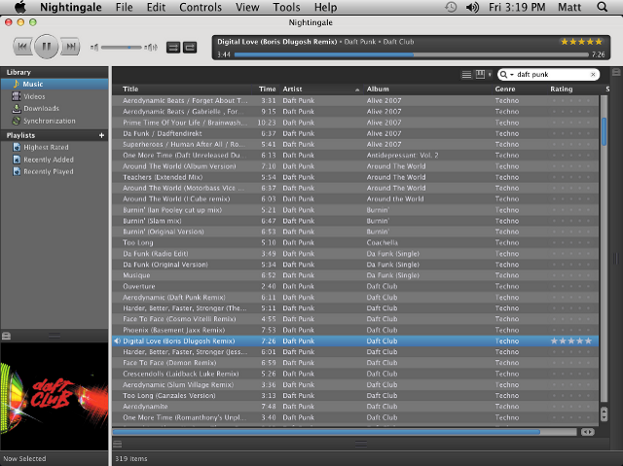 Nightingale File Edit Controls View Tools Help Fri 3:19 PM Matt
Nightingale
Digital Love (Boris Dlugosh Remix) • Daft Punk • Daft Club
3:44 7:26
Library
Music
Videos
Downloads
Synchronization
Playlists +
Highest Rated
Recently Added
Recently Played
daft punk
Title Time Artist Album Genre Rating S
Aerodynamic Beats / Forget About T... 3:31 Daft Punk Alive 2007 Techno
Aerodynamic Beats / Gabrielle , For... 9:15 Daft Punk Alive 2007 Techno
Prime Time Of Your Life / Brainwash... 10:23 Daft Punk Alive 2007 Techno
Da Funk / Dadftendirekt 6:37 Daft Punk Alive 2007 Techno
Superheroes / Human After All / Ro... 5:41 Daft Punk Alive 2007 Techno
One More Time (Daft Unreleased Du... 6:13 Daft Punk Antidepressant: Vol. 2 Techno
Around The World (Album Version) 7:10 Daft Punk Around The World Techno
Teachers (Extended Mix) 5:54 Daft Punk Around The World Techno
Around The World (Motorbass Vice ... 6:37 Daft Punk Around The World Techno
Around The World (I:Cube remix) 6:03 Daft Punk Around the World Techno
Burnin' (Ian Pooley cut up mix) 5:21 Daft Punk Burnin' Techno
Burnin' (Slam mix) 6:47 Daft Punk Burnin' Techno
Burnin' (Original Version) 6:53 Daft Punk Burnin' Techno
Too Long 5:10 Daft Punk Coachella Techno
Da Funk (Radio Edit) 3:49 Daft Punk Da Funk (Single) Techno
Da Funk (Original Version) 5:34 Daft Punk Da Funk (Single) Techno
Musique 6:52 Daft Punk Da Funk (Single) Techno
Ouverture 2:40 Daft Punk Daft Club Techno
Aerodynamic (Daft Punk Remix) 6:11 Daft Punk Daft Club Techno
Harder, Better, Faster, Stronger (The... 5:11 Daft Punk Daft Club Techno
Face To Face (Cosmo Vitelli Remix) 4:55 Daft Punk Daft Club Techno
Phoenix (Basement Jaxx Remix) 7:53 Daft Punk Daft Club Techno
Digital Love (Boris Dlugosh Remix) 7:26 Daft Punk Daft Club Techno
Harder, Better, Faster, Stronger (Jess... 6:01 Daft Punk Daft Club Techno
Face To Face (Demon Remix) 6:59 Daft Punk Daft Club Techno
Crescendolls (Laidback Lake Remix) 5:26 Daft Punk Daft Club Techno
Aerodynamic (Slum Village Remix) 3:36 Daft Punk Daft Club Techno
Too Long (Gonzales Version) 3:13 Daft Punk Daft Club Techno
Aerodynamite 7:48 Daft Punk Daft Club Techno
One More Time (Romanthony's Unpl... 3:40 Daft Punk Daft Club Techno
daft CLUB
Now Selected
319 items